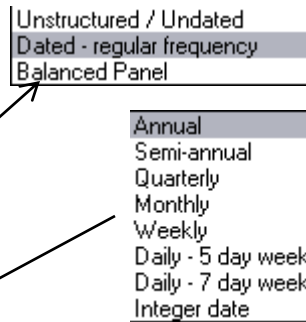 Unstructured / Undated
Dated - regular frequency
Balanced Panel
Annual
Semi-annual
Quarterly
Monthly
Weekly
Daily - 5 day week
Daily - 7 day week
Integer date